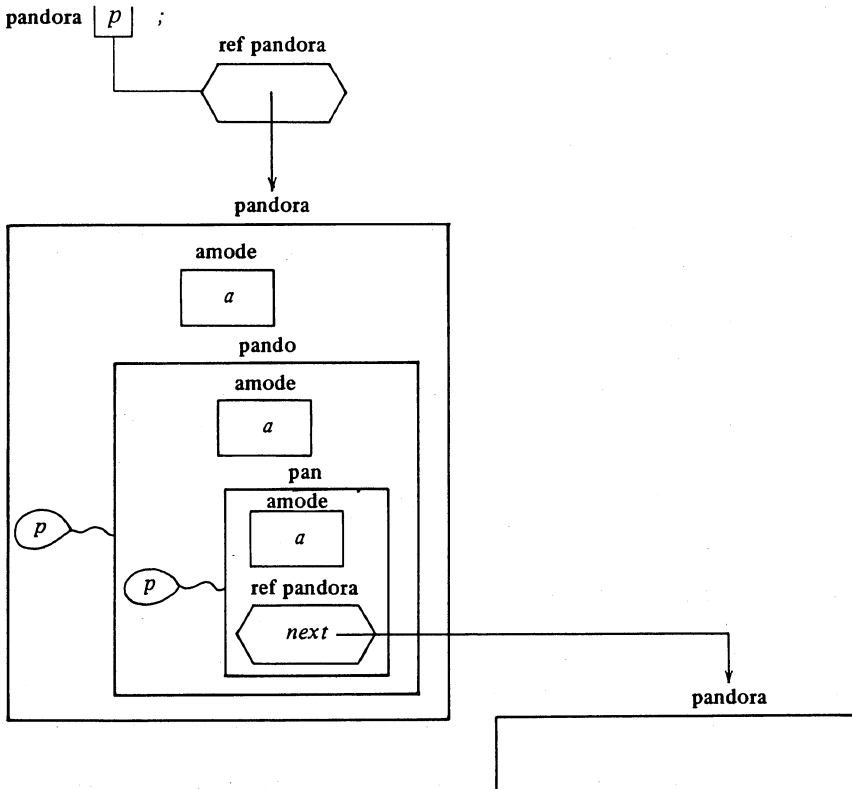 pandora p ;
ref pandora
pandora
amode
a
pando
amode
a
pan
amode
p
a
p
ref pandora
next
pandora